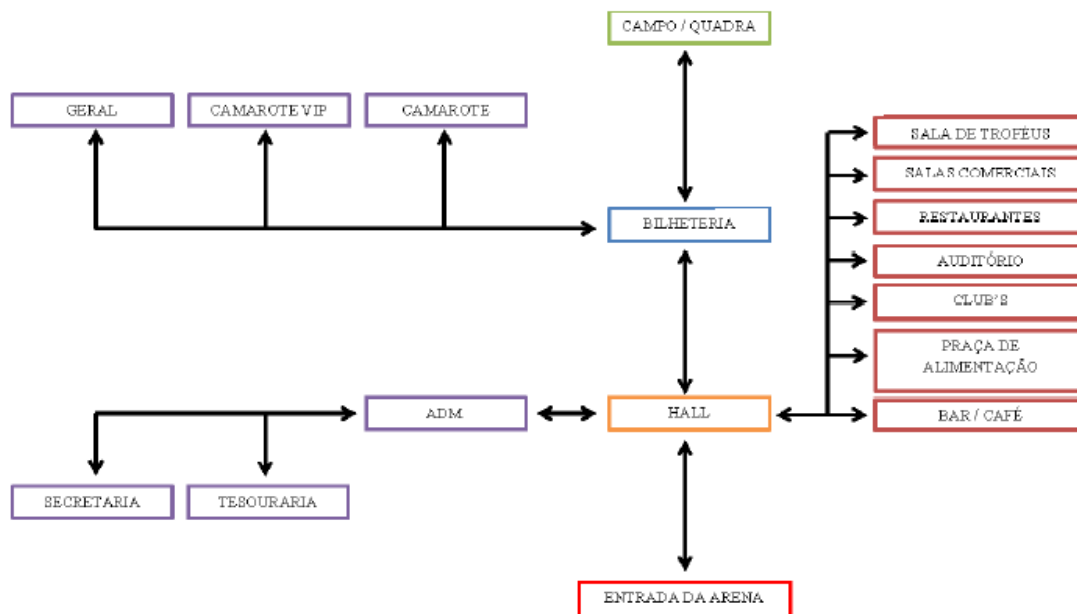 CAMPO / QUADRA
GERAL
CAMAROTE VIP
CAMAROTE
SALA DE TROFÉUS
SALAS COMERCIAIS
RESTAURANTES
BILHETERIA
AUDITÓRIO
CLUB'S
PRAÇA DE
ALIMENTAÇÃO
ADM
HALL
BAR / CAFÉ
SECRETARIA
TESOURARIA
ENTRADA DA ARENA